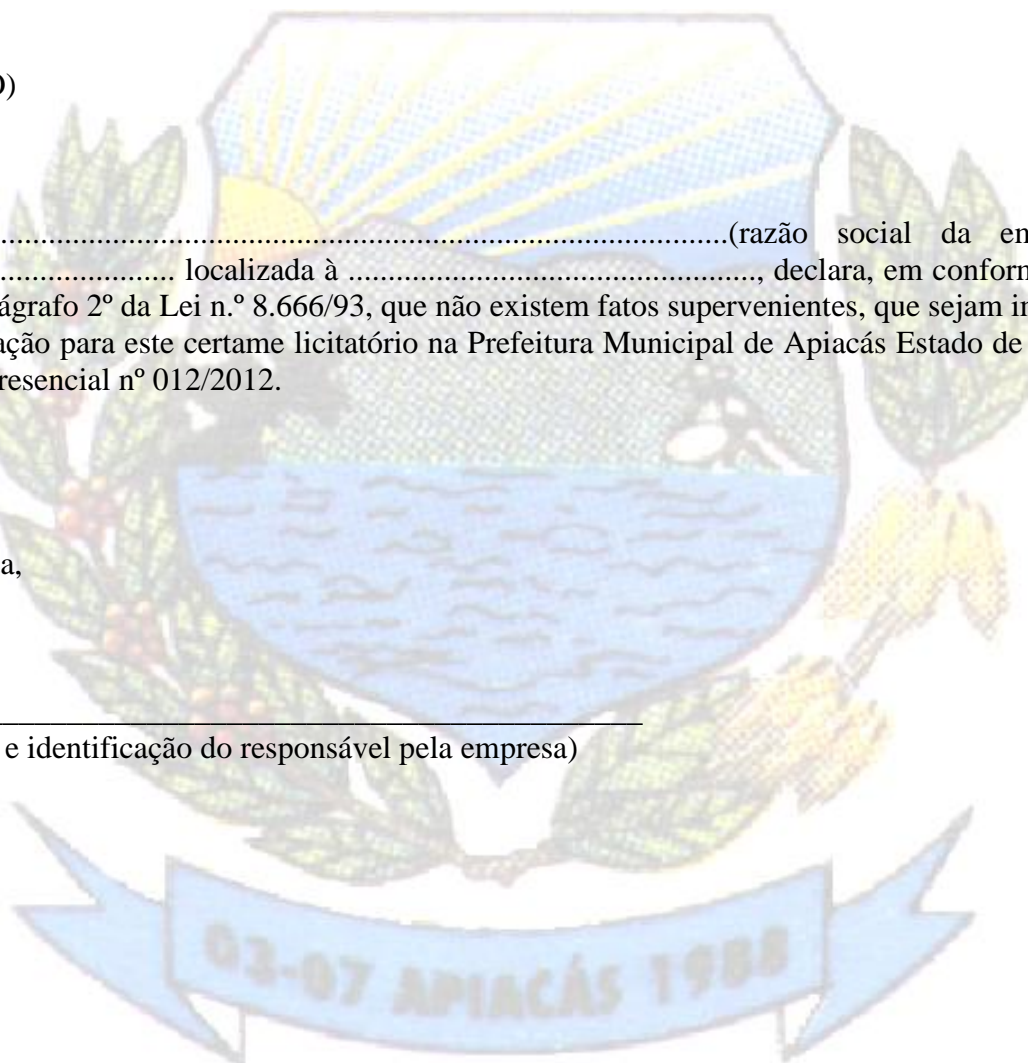 O)
................................................................................(razão social da en
..................... localizada à ................................................, declara, em conform
ágrafo 2º da Lei n.º 8.666/93, que não existem fatos supervenientes, que sejam in
ação para este certame licitatório na Prefeitura Municipal de Apiacás Estado de
resencial nº 012/2012.
a,
________________________________________
e identificação do responsável pela empresa)
03-07 APIACÁS 1988